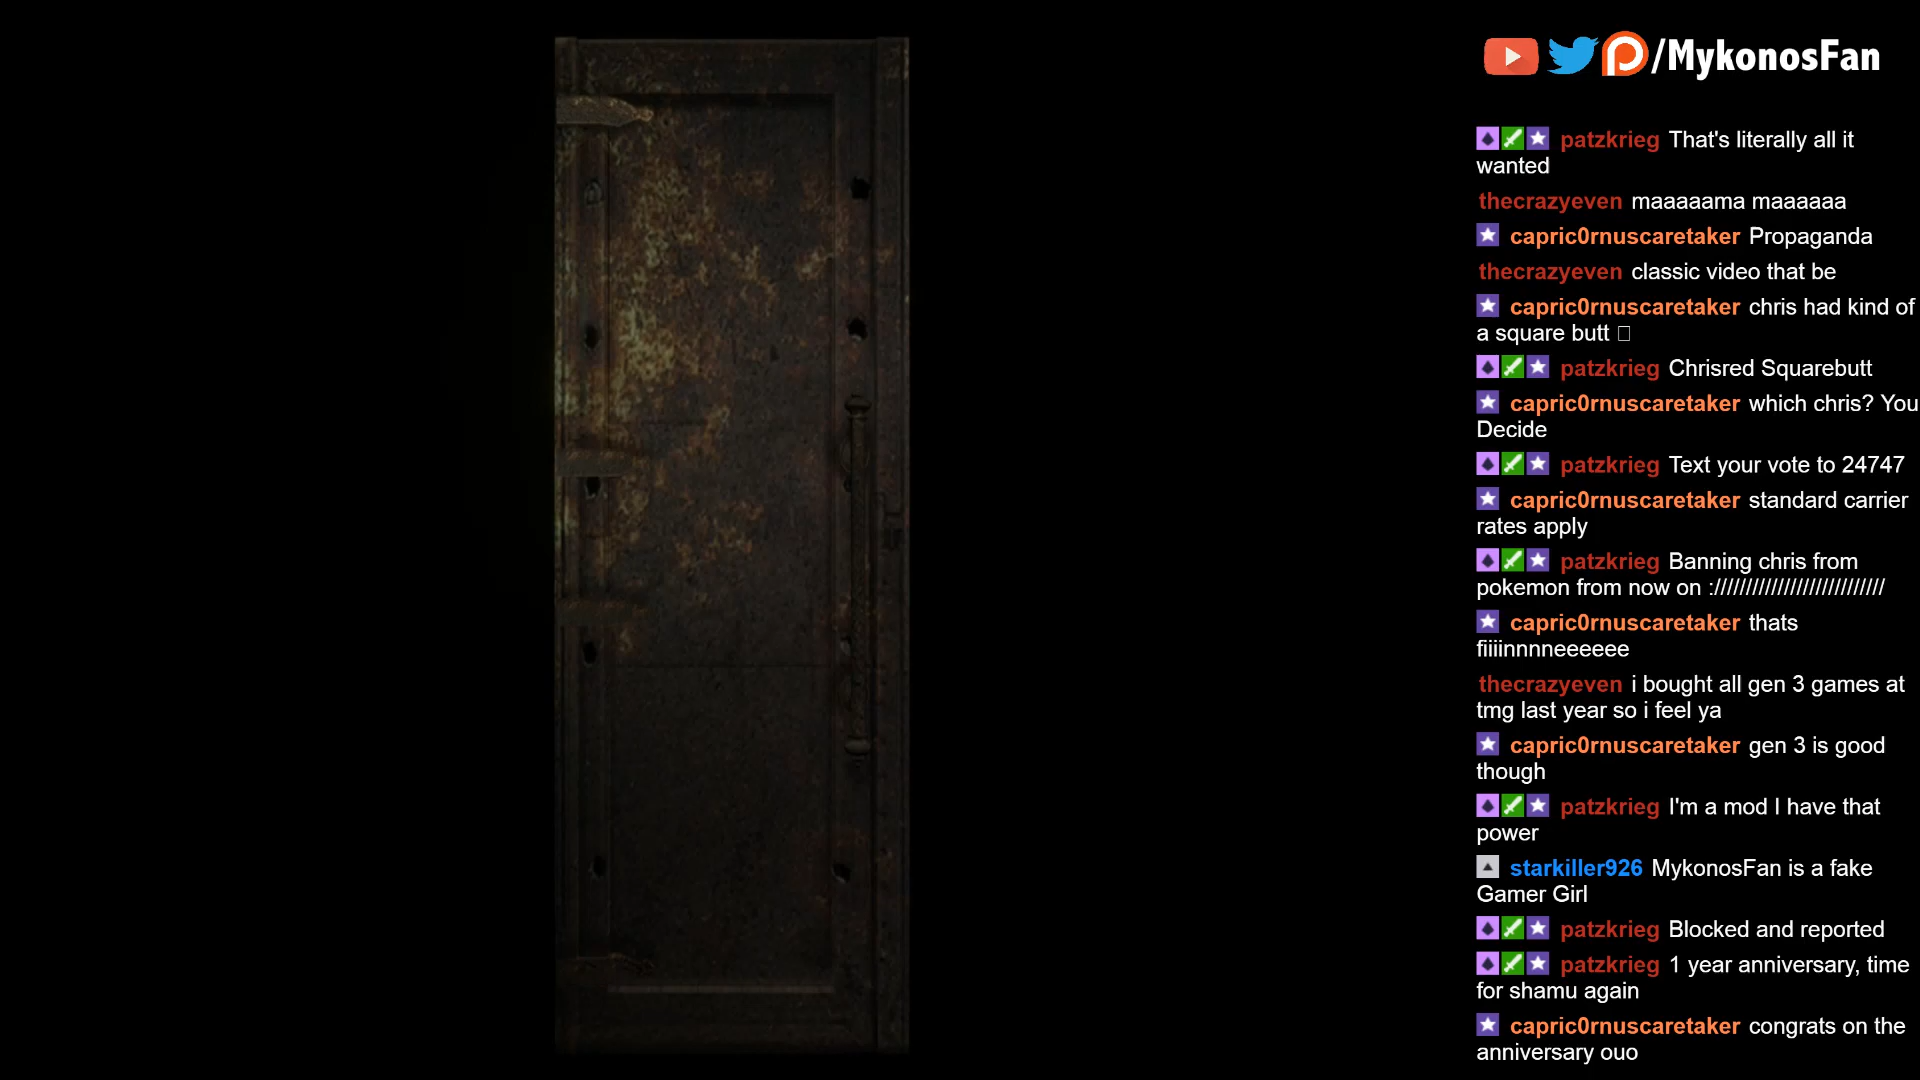 /MykonosFan
patzkrieg That's literally all it
wanted
thecrazyeven maaaaama maaaaaa
capric0rnuscaretaker Propaganda
thecrazyeven classic video that be
capric0rnuscaretaker chris had kind of
a square butt
patzkrieg Chrisred Squarebutt
capric0rnuscaretaker which chris? You
Decide
patzkrieg Text your vote to 24747
capric0rnuscaretaker standard carrier
rates apply
patzkrieg Banning chris from
pokemon from now on ://////////////////////////
capric0rnuscaretaker thats
fiiiinnnneeeeee
thecrazyeven i bought all gen 3 games at
tmg last year so i feel ya
capric0rnuscaretaker gen 3 is good
though
patzkrieg I'm a mod I have that
power
starkiller926 MykonosFan is a fake
Gamer Girl
patzkrieg Blocked and reported
patzkrieg 1 year anniversary, time
for shamu again
capric0rnuscaretaker congrats on the
anniversary ouo